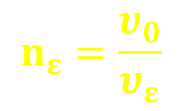 n_ε = υ_0 / υ_ε